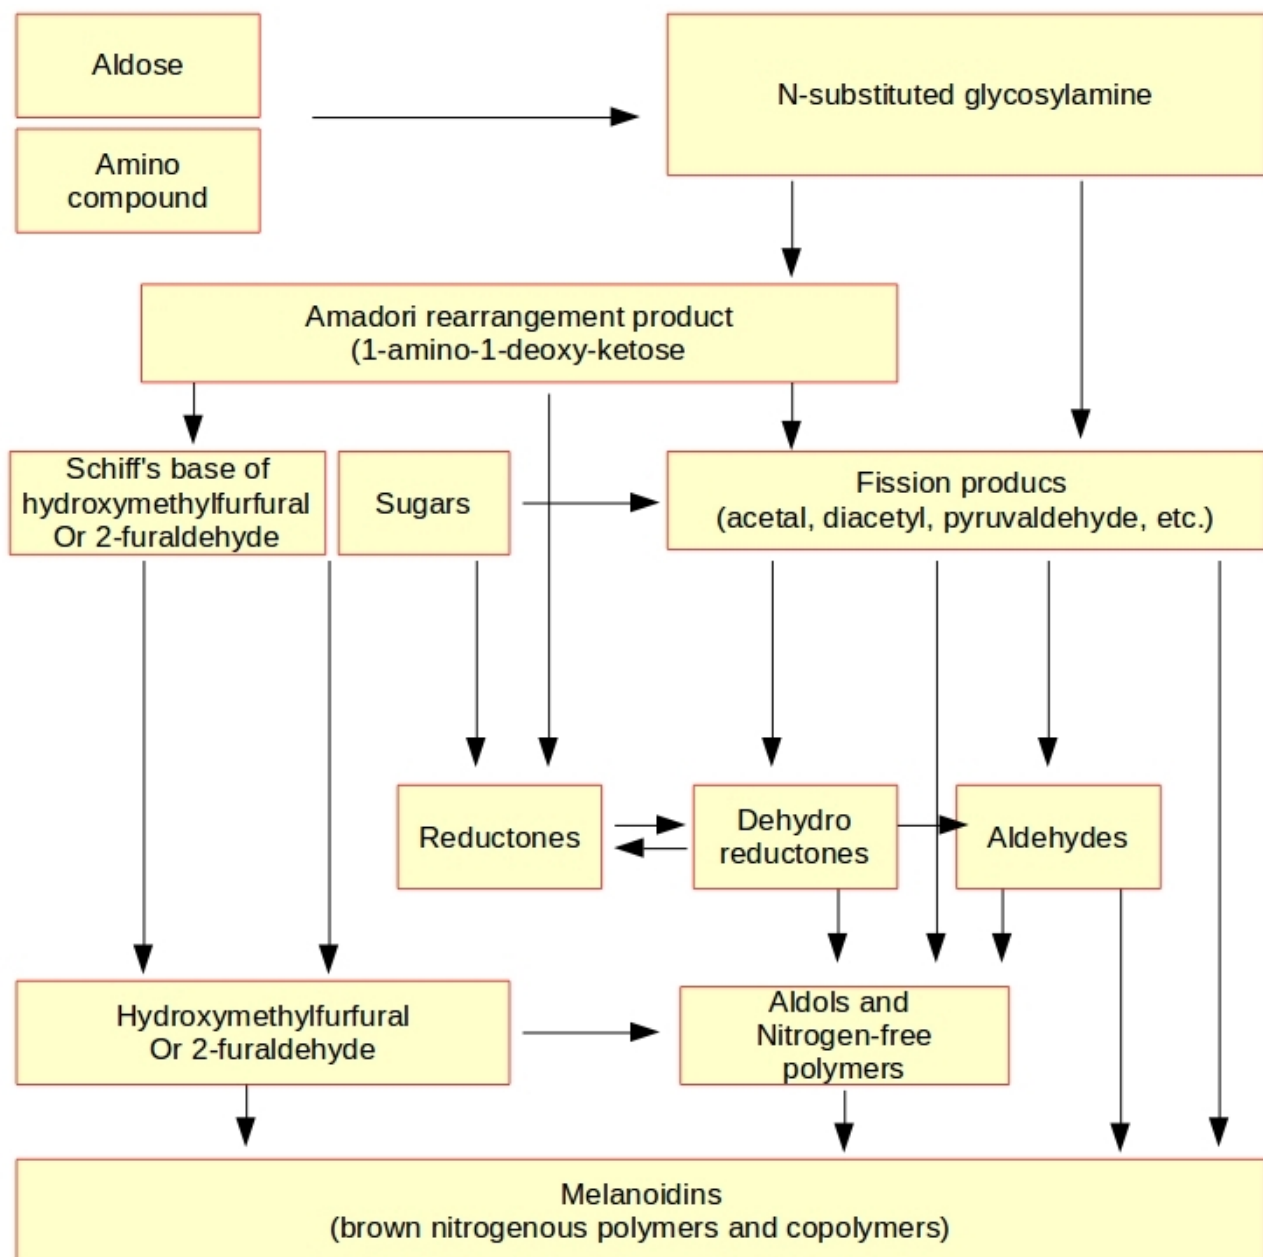 Aldose
N-substituted glycosylamine
Amino
compound
Amadori rearrangement product
(1-amino-1-deoxy-ketose
Schiff's base of
hydroxymethylfurfural
Or 2-furaldehyde
Sugars
Fission producs
(acetal, diacetyl, pyruvaldehyde, etc.)
Reductones
Dehydro
reductones
Aldehydes
Hydroxymethylfurfural
Or 2-furaldehyde
Aldols and
Nitrogen-free
polymers
Melanoidins
(brown nitrogenous polymers and copolymers)